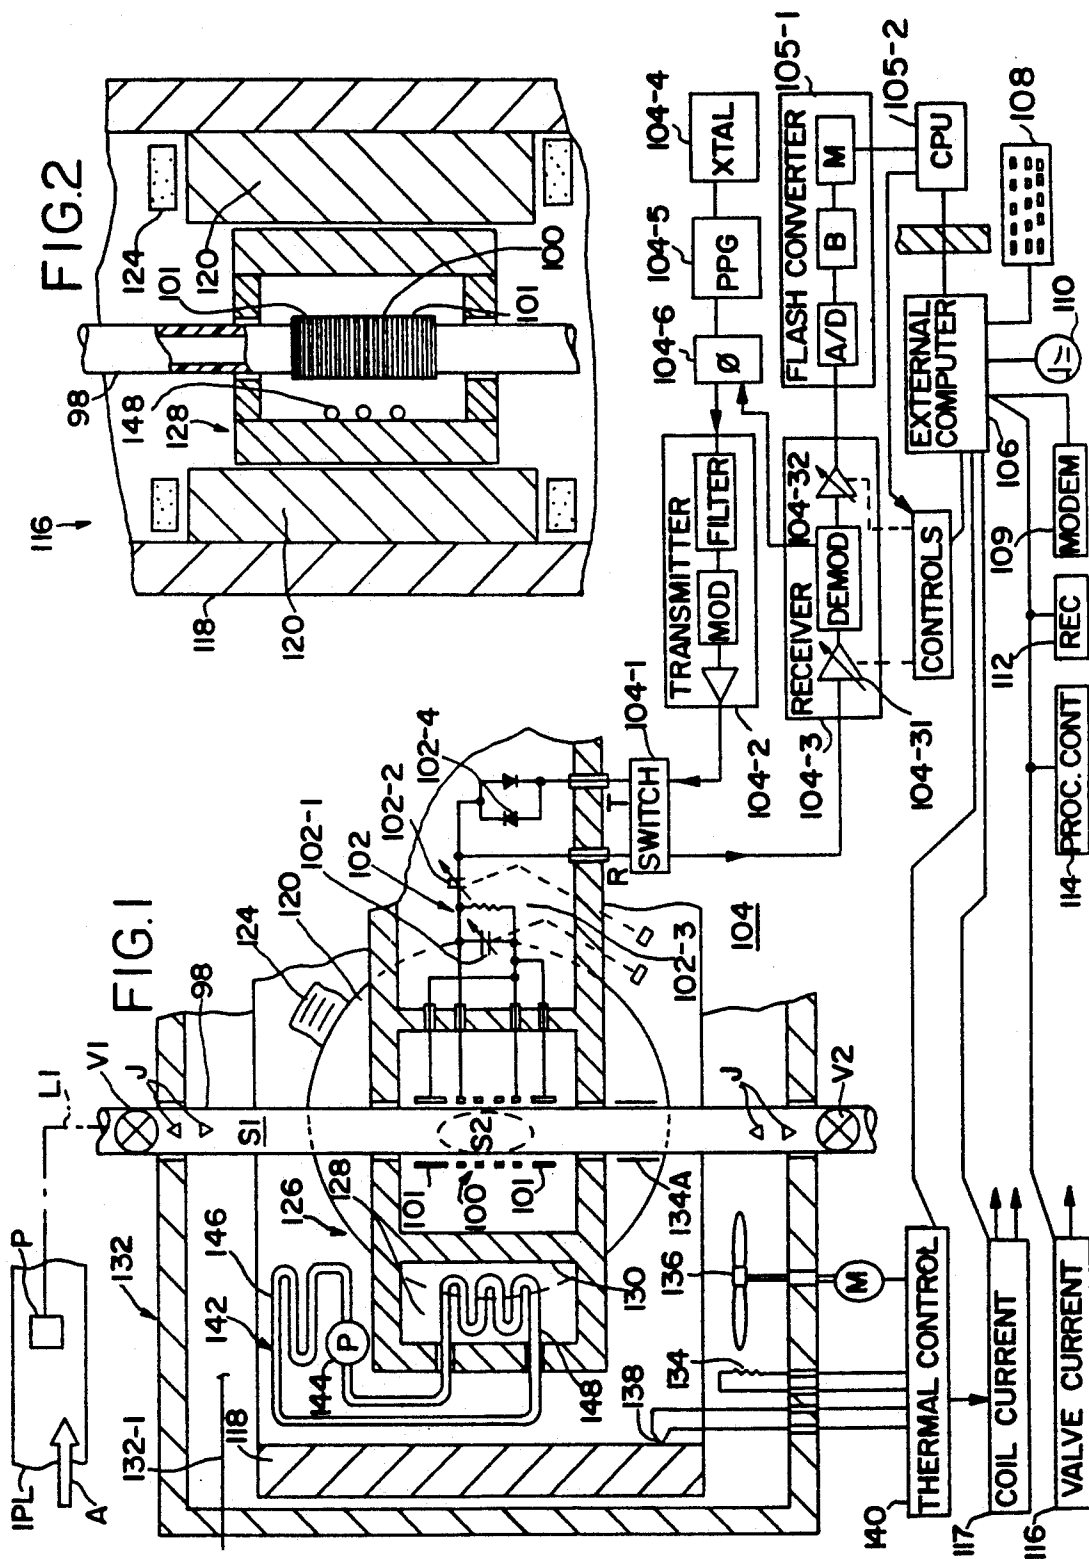 FIG.1
IPL
A
P
L1
V1
J
98
S1
132
132-1
118
142
146
144
P
128
126
124
120
101
100
101
S2
148
130
134A
138
134
136
M
J
V2
102-1
102
102-2
102-4
102-3
104
R
T
SWITCH
104-1
TRANSMITTER
MOD
FILTER
104-2
RECEIVER
DEMOD
104-3
104-31
104-32
CONTROLS
Ø
104-6
PPG
104-5
XTAL
104-4
FLASH CONVERTER
A/D
B
M
105-1
CPU
105-2
EXTERNAL
COMPUTER
106
108
110
MODEM
109
REC
112
PROC. CONT
114
THERMAL CONTROL
140
COIL CURRENT
117
VALVE CURRENT
116
FIG.2
116
118
120
98
148
128
101
124
120
100
101